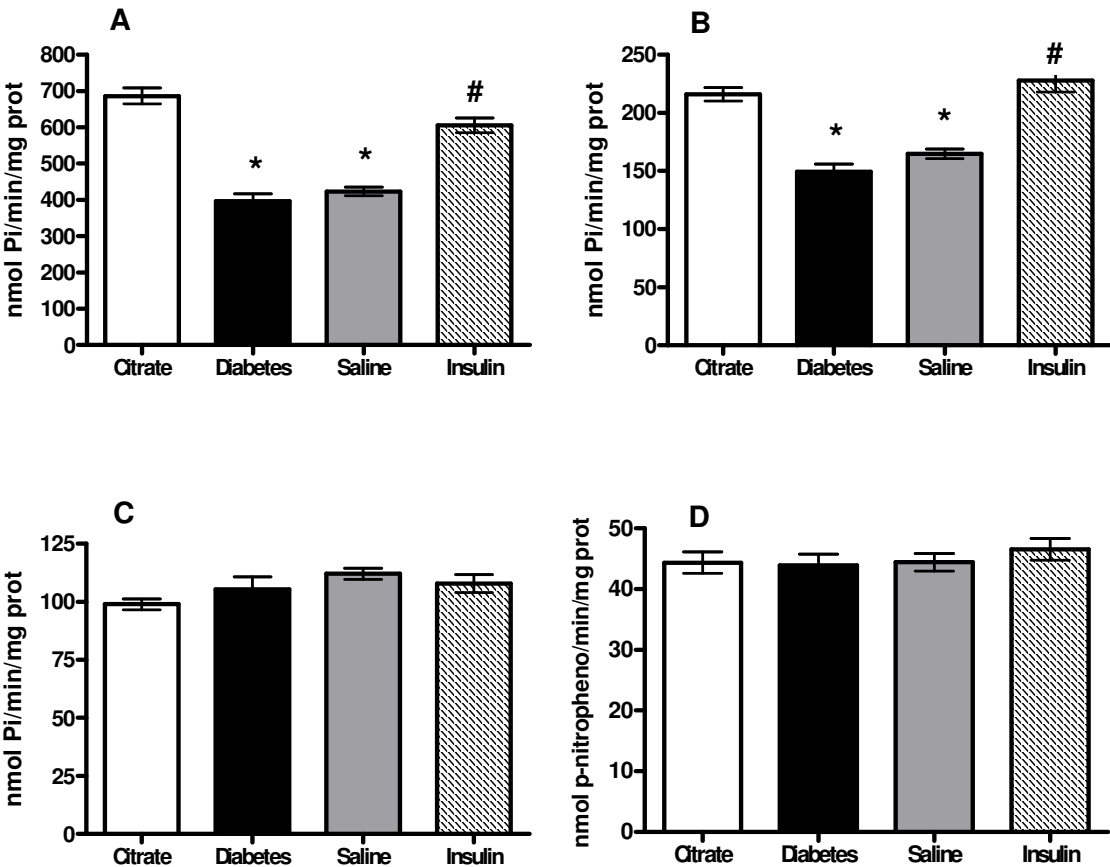 A
nmol Pi/min/mg prot
800
700
600
500
400
300
200
100
0
*
*
#
Citrate Diabetes Saline Insulin
B
nmol Pi/min/mg prot
250
200
150
100
50
0
*
*
#
Citrate Diabetes Saline Insulin
C
nmol Pi/min/mg prot
125
100
75
50
25
0
Citrate Diabetes Saline Insulin
D
nmol p-nitropheno/min/mg prot
50
40
30
20
10
0
Citrate Diabetes Saline Insulin